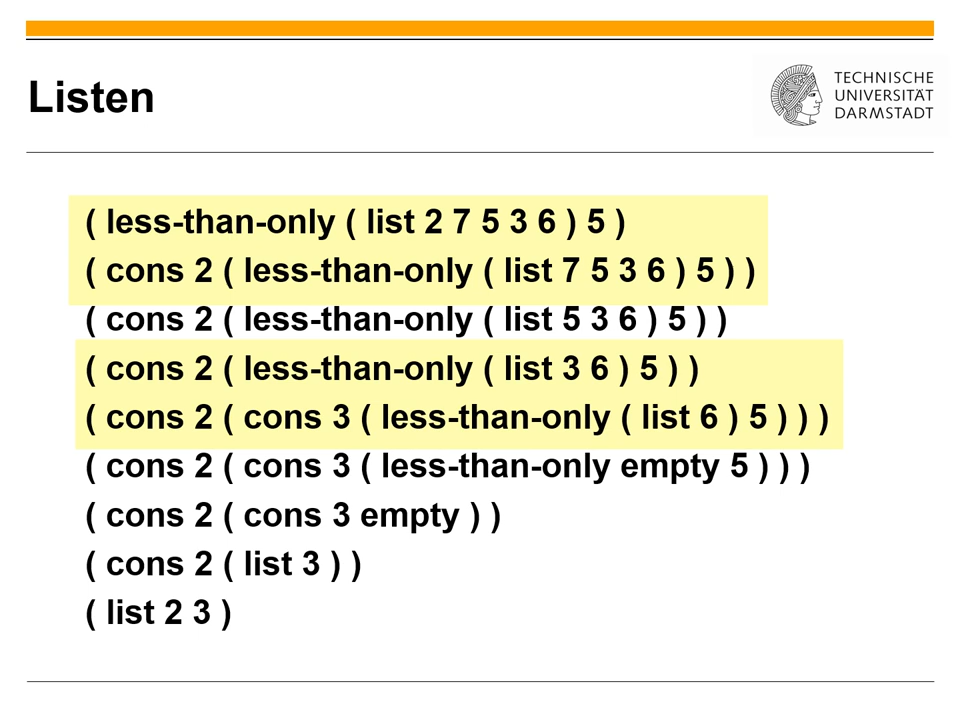 Listen
TECHNISCHE
UNIVERSITÄT
DARMSTADT
( less-than-only ( list 2 7 5 3 6 ) 5 )
( cons 2 ( less-than-only ( list 7 5 3 6 ) 5 ) )
( cons 2 ( less-than-only ( list 5 3 6 ) 5 ) )
( cons 2 ( less-than-only ( list 3 6 ) 5 ) )
( cons 2 ( cons 3 ( less-than-only ( list 6 ) 5 ) ) )
( cons 2 ( cons 3 ( less-than-only empty 5 ) ) )
( cons 2 ( cons 3 empty ) )
( cons 2 ( list 3 ) )
( list 2 3 )